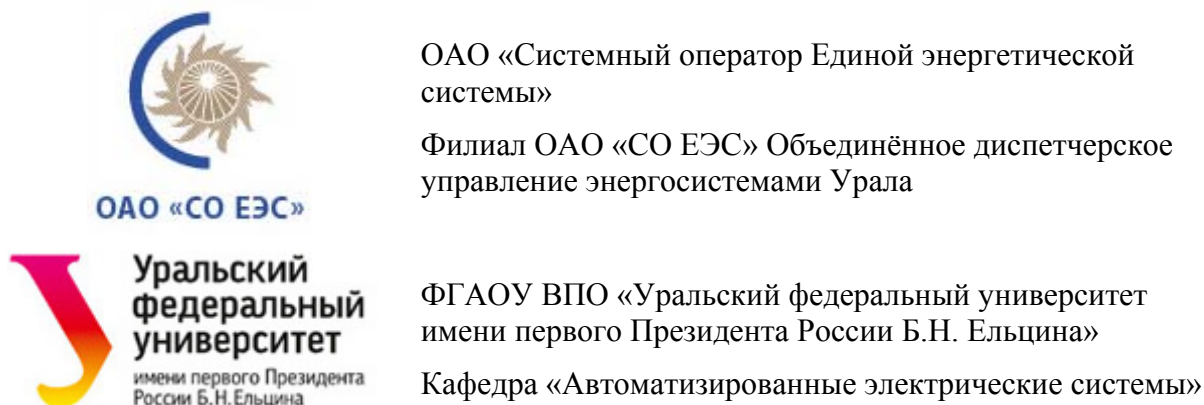 ОАО «Системный оператор Единой энергетической
системы»
Филиал ОАО «СО ЕЭС» Объединённое диспетчерское
управление энергосистемами Урала
ОАО «СО ЕЭС»
Уральский
федеральный
университет
имени первого Президента
России Б.Н.Ельцина
ФГАОУ ВПО «Уральский федеральный университет
имени первого Президента России Б.Н. Ельцина»
Кафедра «Автоматизированные электрические системы»